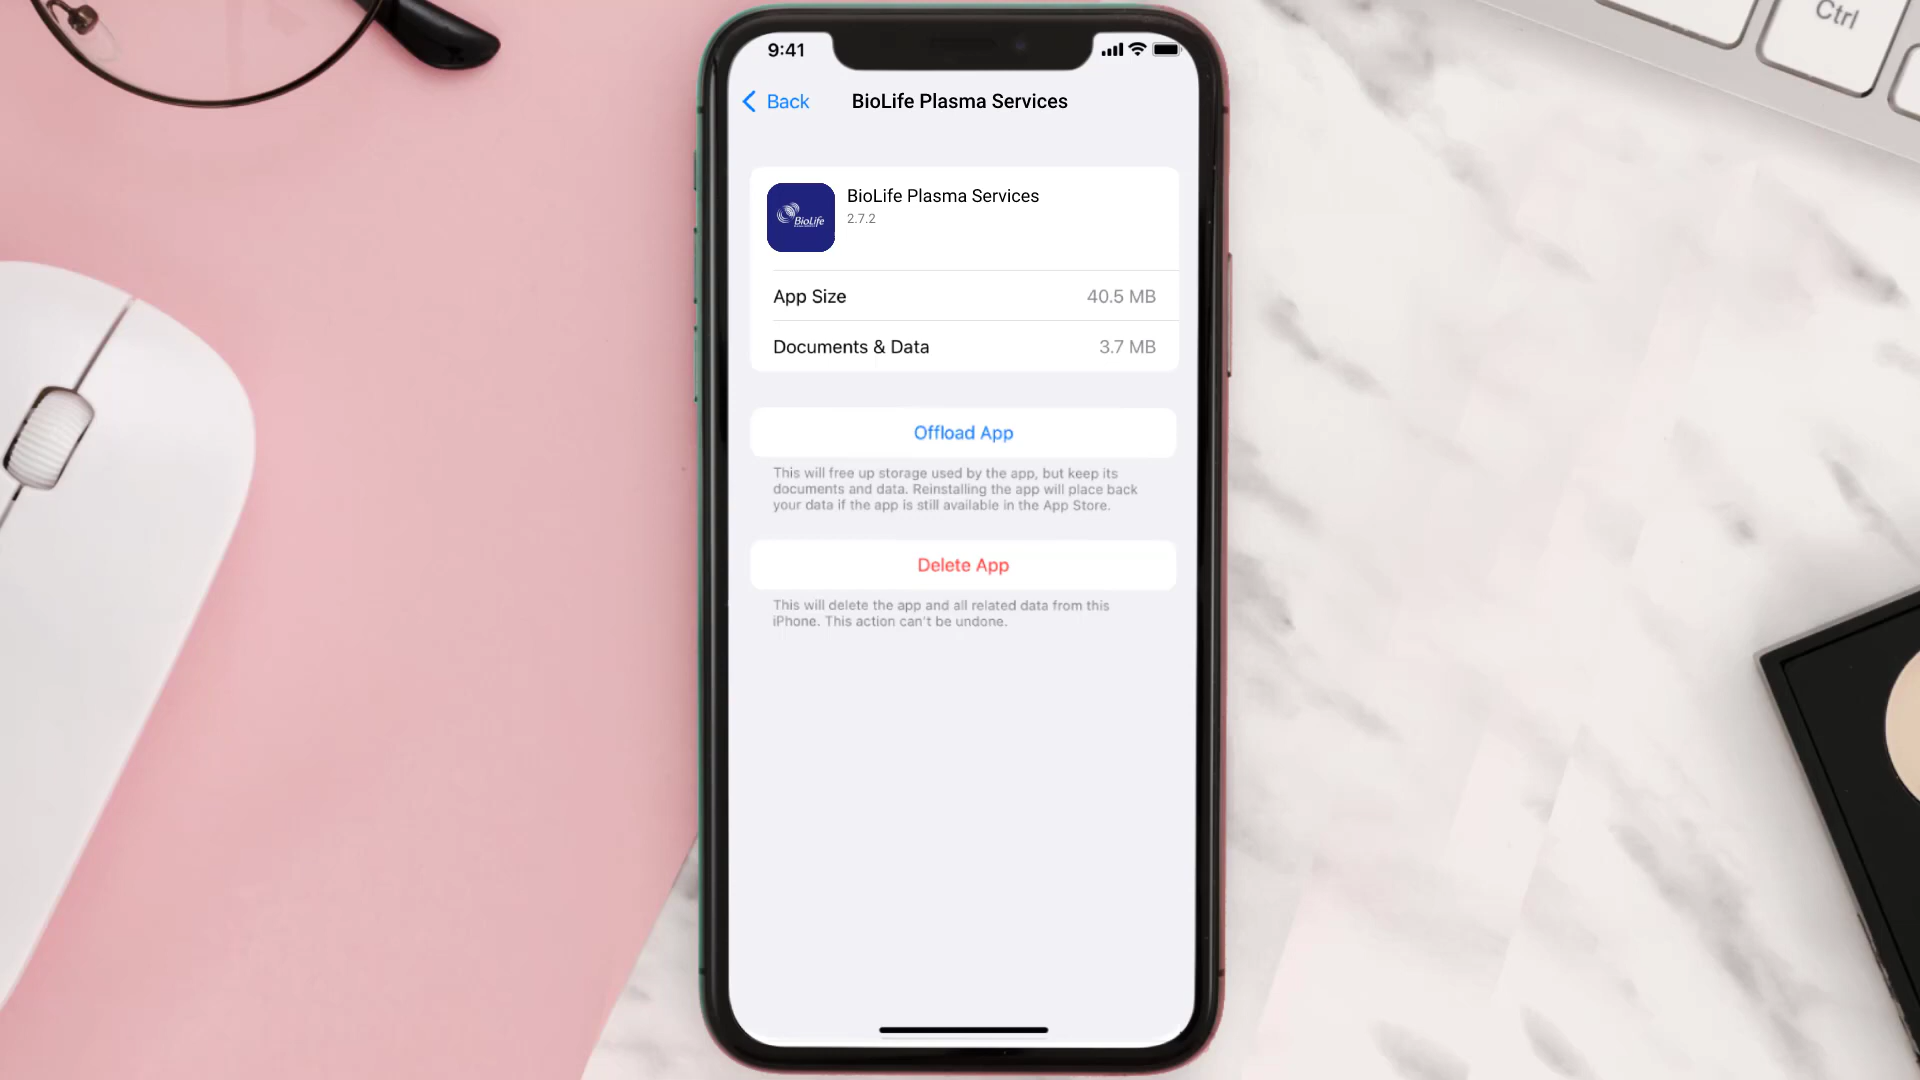 Ctrl
9:41
Back
BioLife Plasma Services
BioLife Plasma Services
2.7.2
BioLife
App Size
40.5 MB
Documents & Data
3.7 MB
Offload App
This will free up storage used by the app, but keep its
documents and data. Reinstalling the app will place back
your data if the app is still available in the App Store.
Delete App
This will delete the app and all related data from this
iPhone. This action can't be undone.